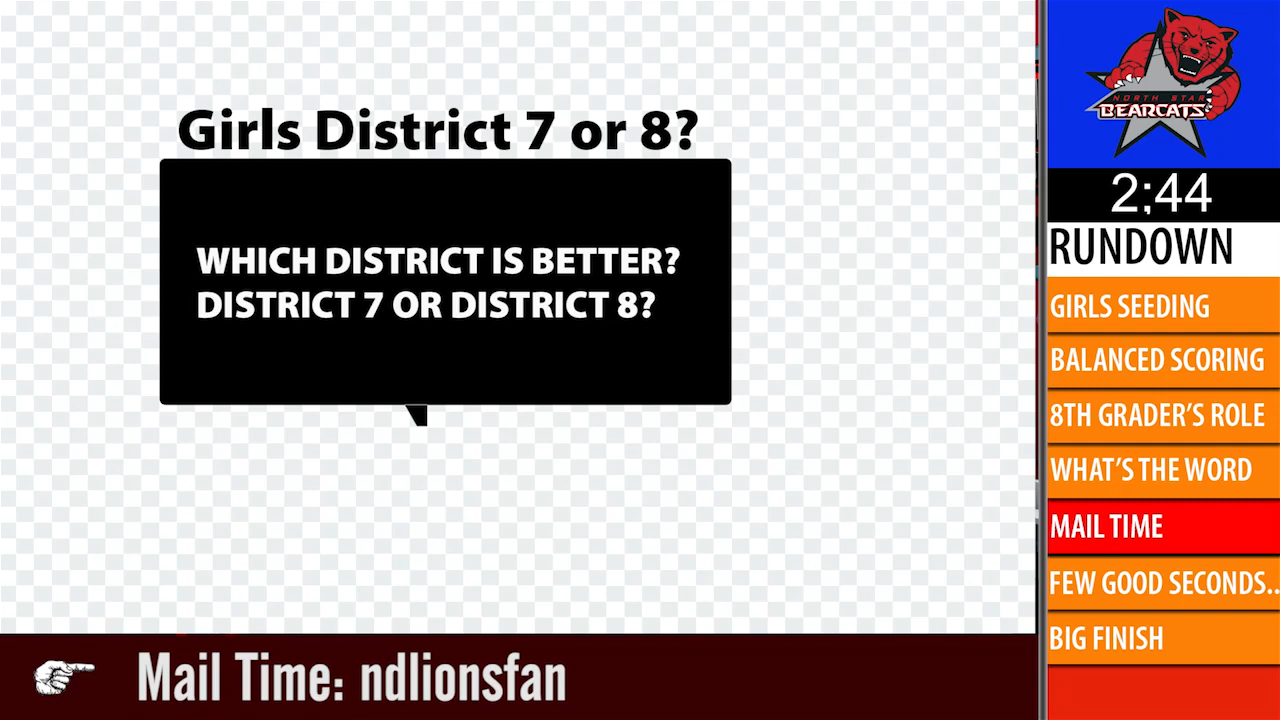 Girls District 7 or 8?
WHICH DISTRICT IS BETTER?
DISTRICT 7 OR DISTRICT 8?
Mail Time: ndlionsfan
NORTH STAR
BEARCATS
2;44
RUNDOWN
GIRLS SEEDING
BALANCED SCORING
8TH GRADER'S ROLE
WHAT'S THE WORD
MAIL TIME
FEW GOOD SECONDS..
BIG FINISH